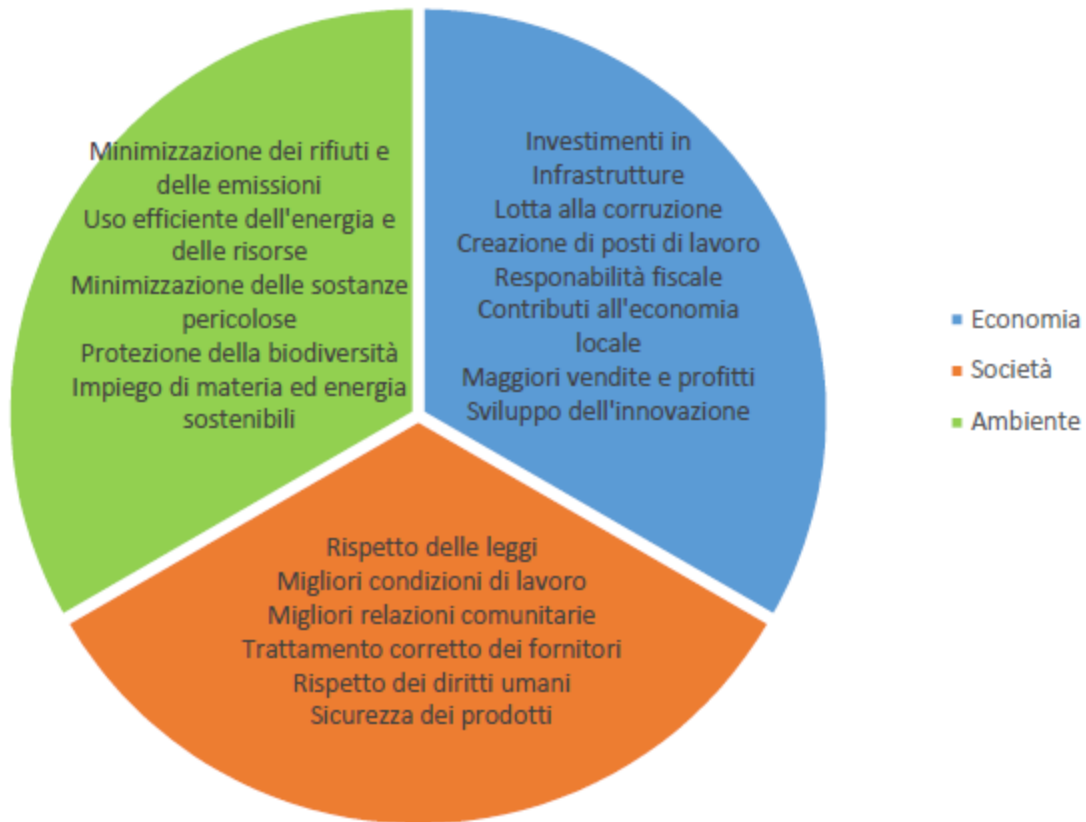 Minimizzazione dei rifiuti e
delle emissioni
Uso efficiente dell'energia e
delle risorse
Minimizzazione delle sostanze
pericolose
Protezione della biodiversità
Impiego di materia ed energia
sostenibili
Investimenti in
Infrastrutture
Lotta alla corruzione
Creazione di posti di lavoro
Responabilità fiscale
Contributi all'economia
locale
Maggiori vendite e profitti
Sviluppo dell'innovazione
Rispetto delle leggi
Migliori condizioni di lavoro
Migliori relazioni comunitarie
Trattamento corretto dei fornitori
Rispetto dei diritti umani
Sicurezza dei prodotti
Economia
Società
Ambiente